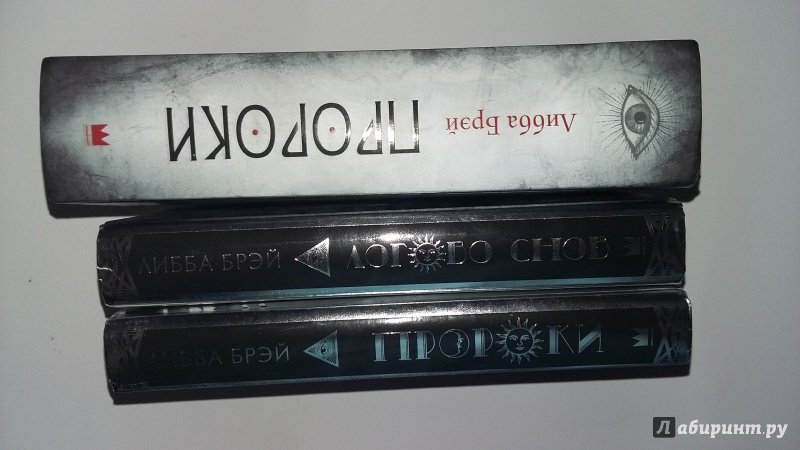 Либба Брэй ПРОРОКИ
ЛИББА БРЭЙ ЛОГОВО СНОВ
ЛИББА БРЭЙ ПРОРОКИ
Лабиринт.ру